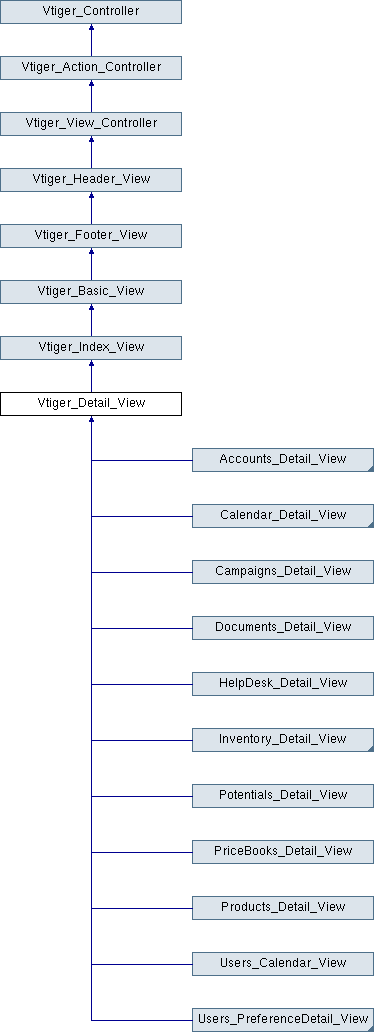 Vtiger_Controller
Vtiger_Action_Controller
Vtiger_View_Controller
Vtiger_Header_View
Vtiger_Footer_View
Vtiger_Basic_View
Vtiger_Index_View
Vtiger_Detail_View
Accounts_Detail_View
Calendar_Detail_View
Campaigns_Detail_View
Documents_Detail_View
HelpDesk_Detail_View
Inventory_Detail_View
Potentials_Detail_View
PriceBooks_Detail_View
Products_Detail_View
Users_Calendar_View
Users_PreferenceDetail_View